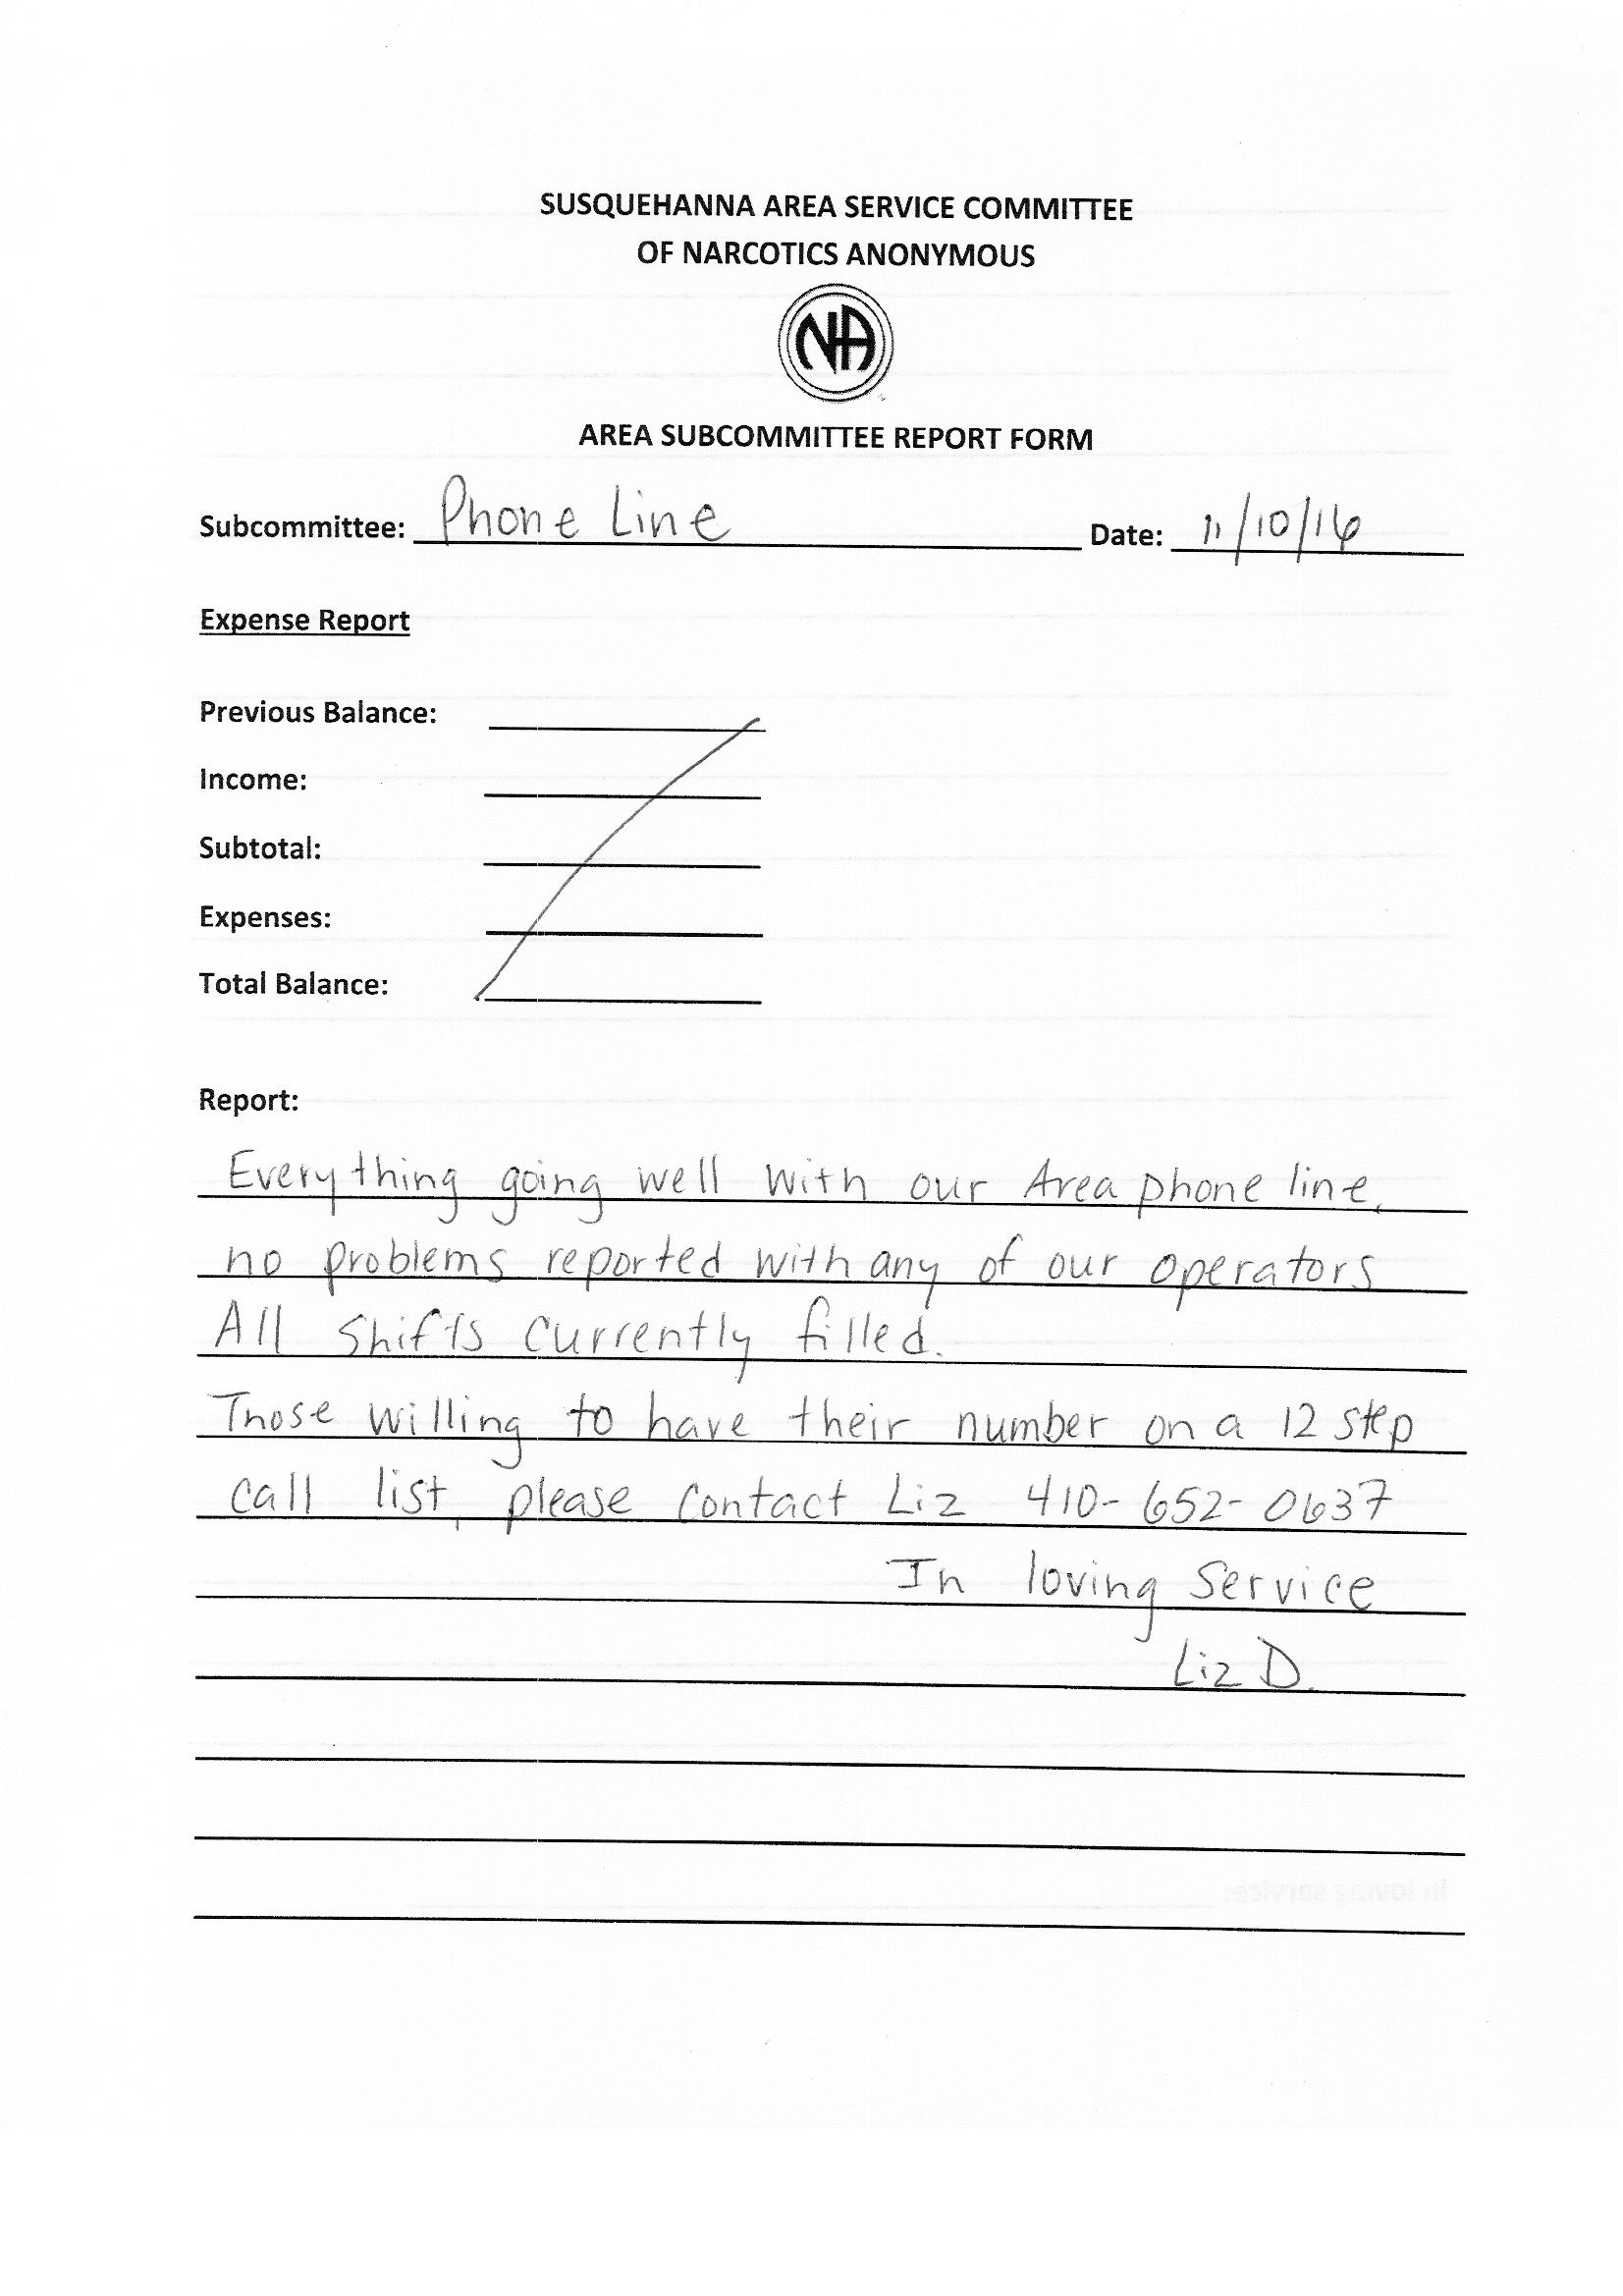 SUSQUEHANNA AREA SERVICE COMMITTEE
OF NARCOTICS ANONYMOUS
NA
AREA SUBCOMMITTEE REPORT FORM
Subcommittee: Phone Line Date: 11/10/16
Expense Report
Previous Balance:
Income:
Subtotal:
Expenses:
Total Balance:
Report:
Everything going well with our Area phone line,
no problems reported with any of our operators
All shifts currently filled.
Those willing to have their number on a 12 step
call list, please contact Liz 410-652-0637
In loving Service
Liz D.
In loving service: